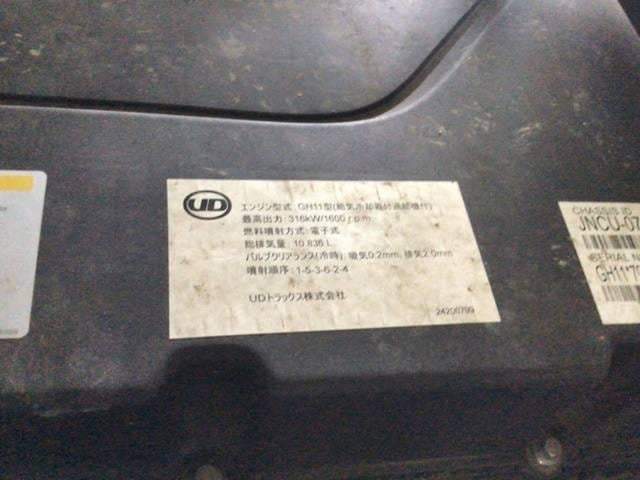 UD
エンジン型式：GH11型(給気冷却器付過給機付)
最高出力：316kW/1600 r.p.m
燃料噴射方式：電子式
総排気量：10.836 L
バルブクリアランス(冷時)：吸気0.2mm, 排気2.0mm
噴射順序：1-5-3-6-2-4
UDトラックス株式会社
24200799
CHASSIS ID
JNCU-07
SERIAL N
GH11*7